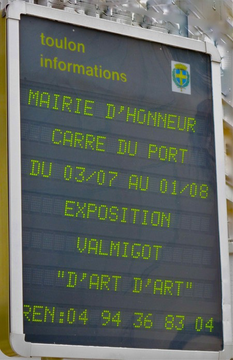 toulon
informations
MAIRIE D'HONNEUR
CARRE DU PORT
DU 03/07 AU 01/08
EXPOSITION
VALMIGOT
"D'ART D'ART"
REN:04 94 36 83 04